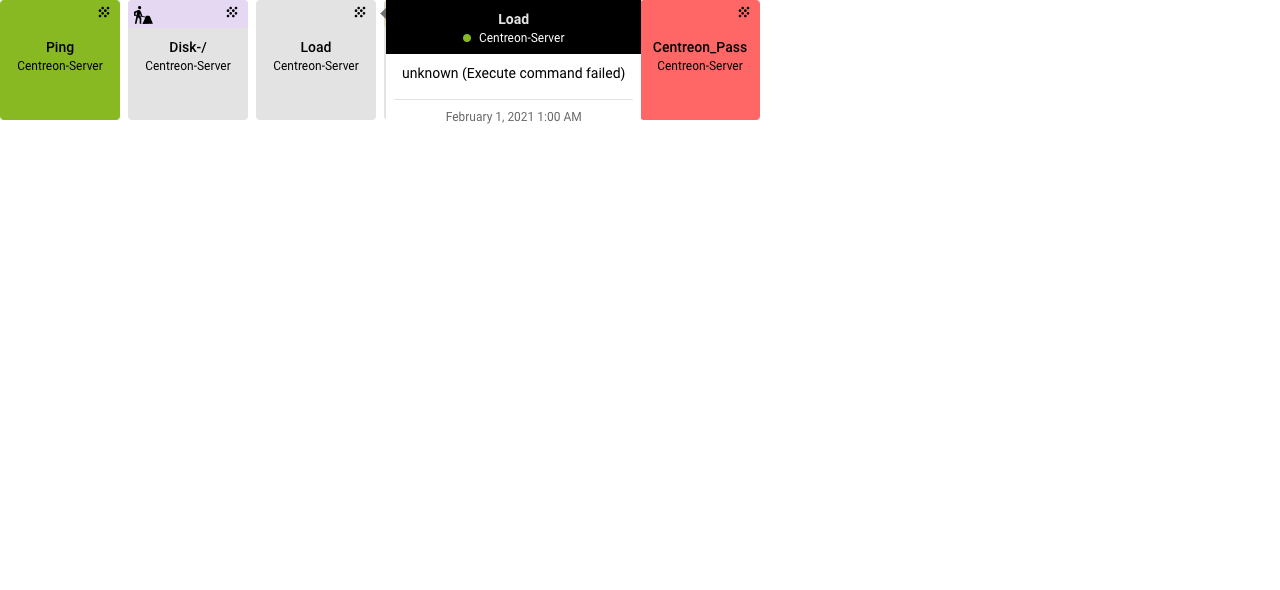 Ping
Centreon-Server
Disk-/
Centreon-Server
Load
Centreon-Server
Load
Centreon-Server
unknown (Execute command failed)
February 1, 2021 1:00 AM
Centreon_Pass
Centreon-Server